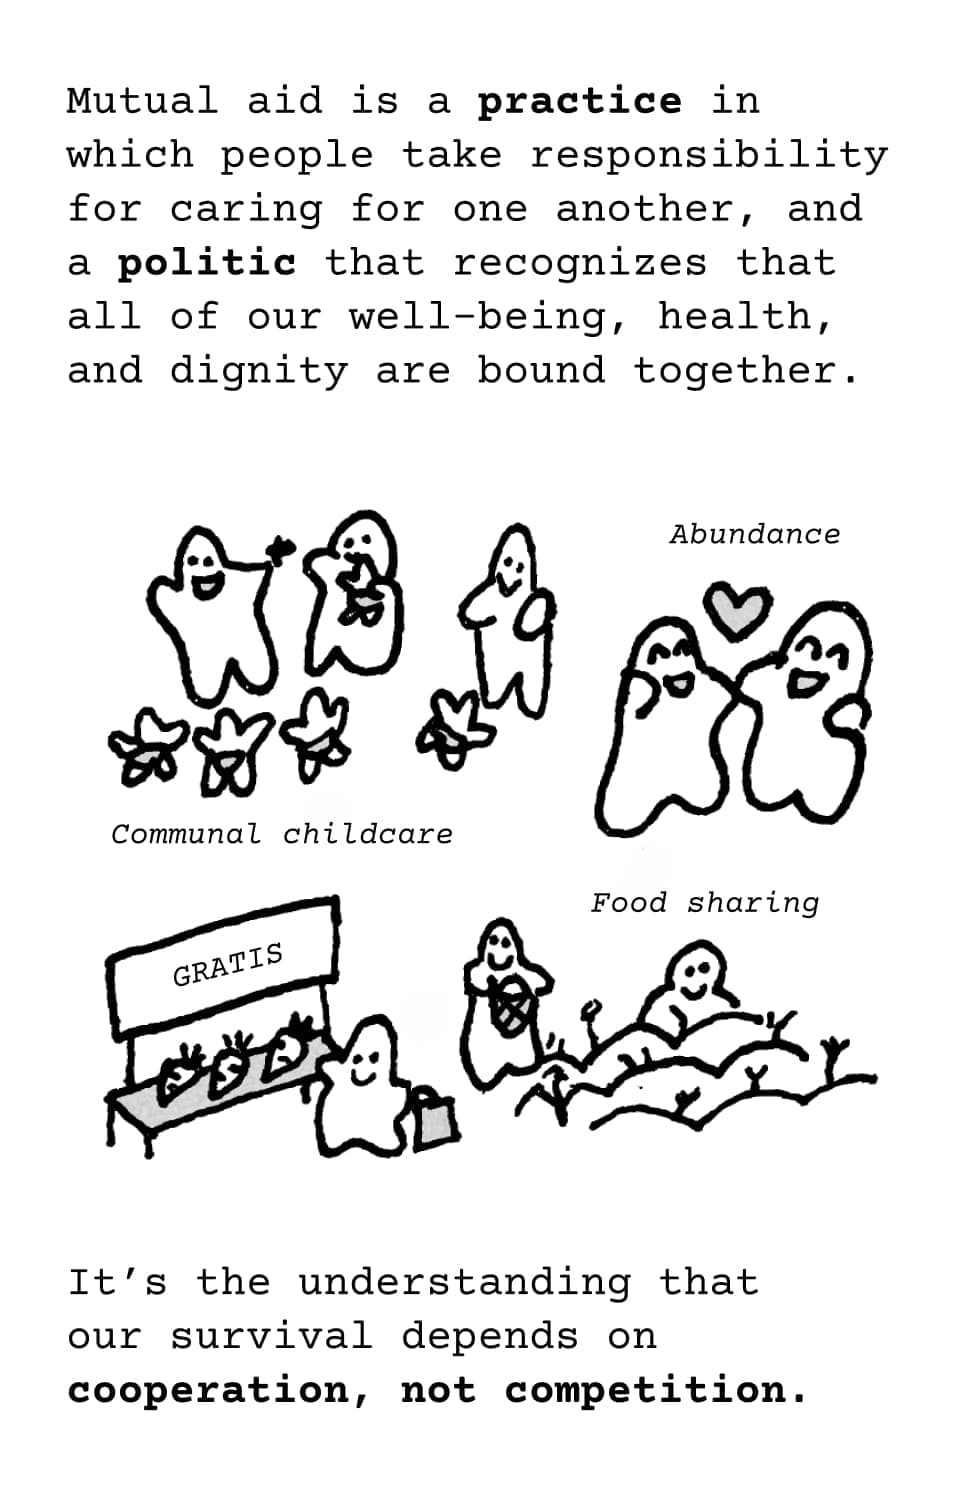 Mutual aid is a practice in
which people take responsibility
for caring for one another, and
a politic that recognizes that
all of our well-being, health,
and dignity are bound together.
Abundance
Communal childcare
Food sharing
GRATIS
It’s the understanding that
our survival depends on
cooperation, not competition.